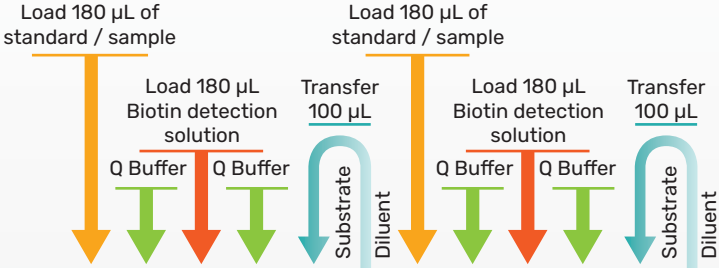 Load 180 µL of
standard / sample
Load 180 µL
Biotin detection
solution
Transfer
100 µL
Q Buffer
Q Buffer
Substrate
Diluent
Load 180 µL of
standard / sample
Load 180 µL
Biotin detection
solution
Transfer
100 µL
Q Buffer
Q Buffer
Substrate
Diluent